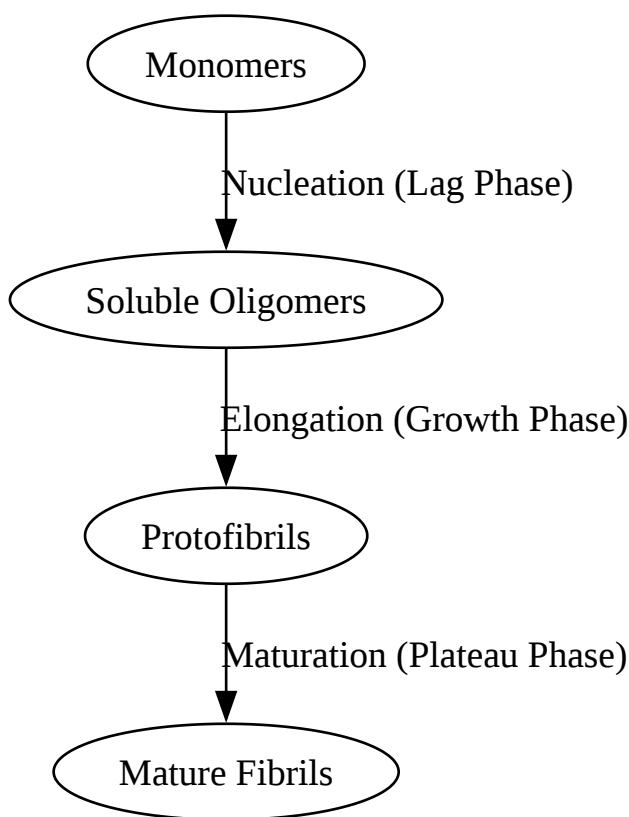 Monomers
Nucleation (Lag Phase)
Soluble Oligomers
Elongation (Growth Phase)
Protofibrils
Maturation (Plateau Phase)
Mature Fibrils